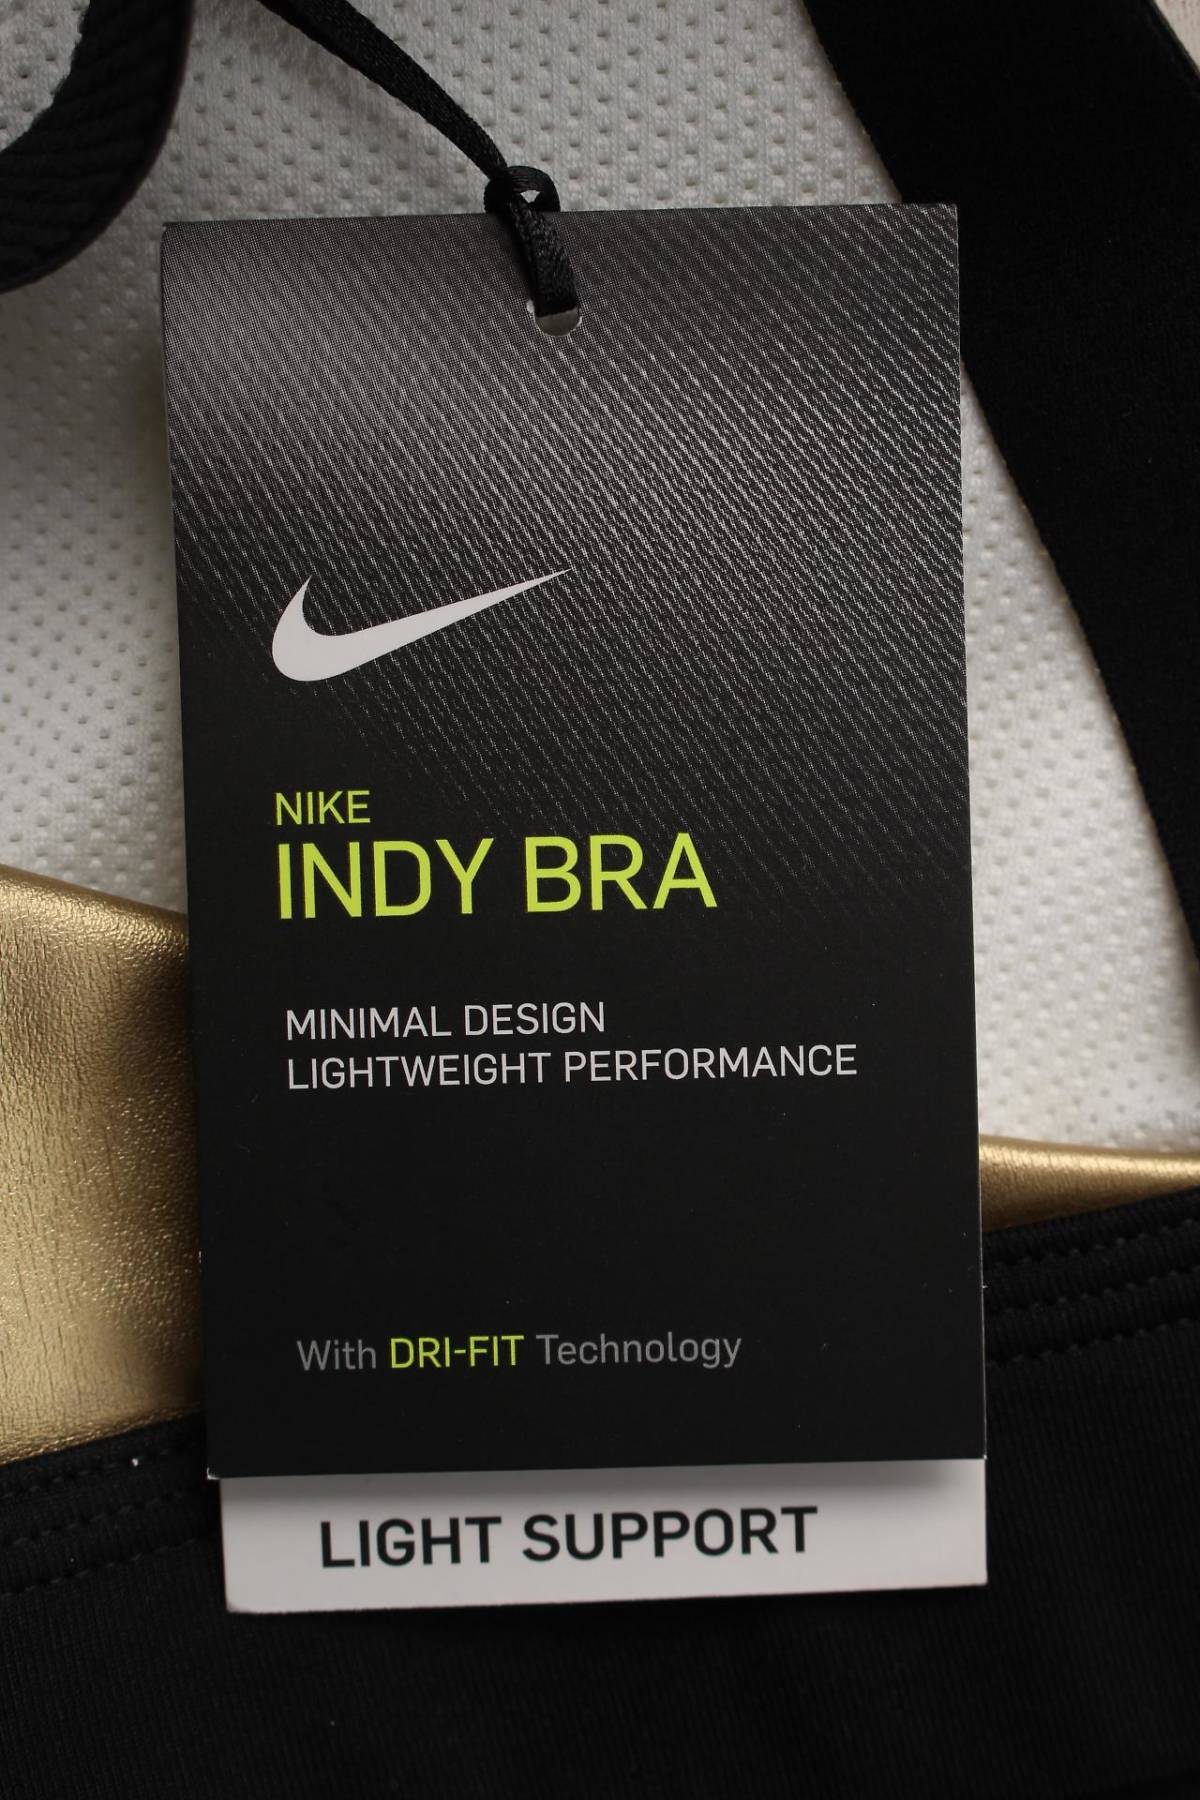 NIKE
INDY BRA
MINIMAL DESIGN
LIGHTWEIGHT PERFORMANCE
With DRI-FIT Technology
LIGHT SUPPORT